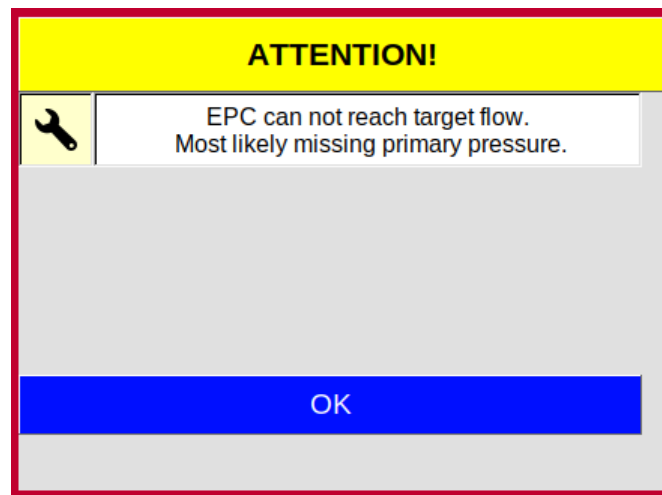 ATTENTION!
EPC can not reach target flow.
Most likely missing primary pressure.
OK